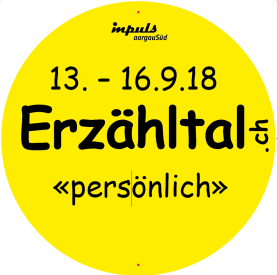 impuls
aargauSüd
13. – 16.9.18
Erzähltal.ch
«persönlich»